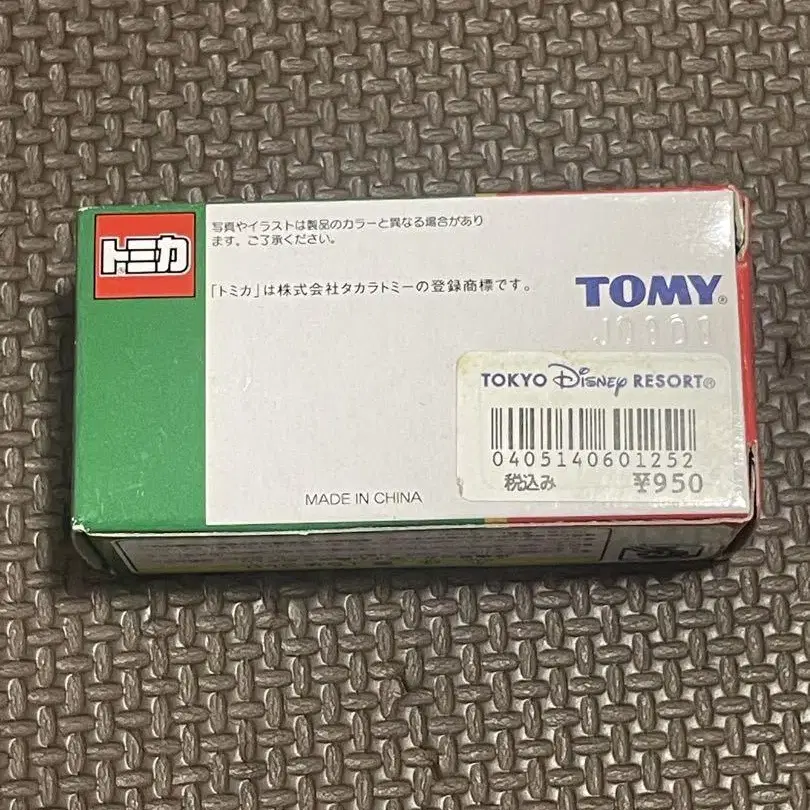 トミカ
写真やイラストは製品のカラーと異なる場合があり
ます。ご了承ください。
「トミカ」は株式会社タカラトミーの登録商標です。
TOMY®
TOKYO Disney RESORT®
0405140601252
税込み ¥950
MADE IN CHINA